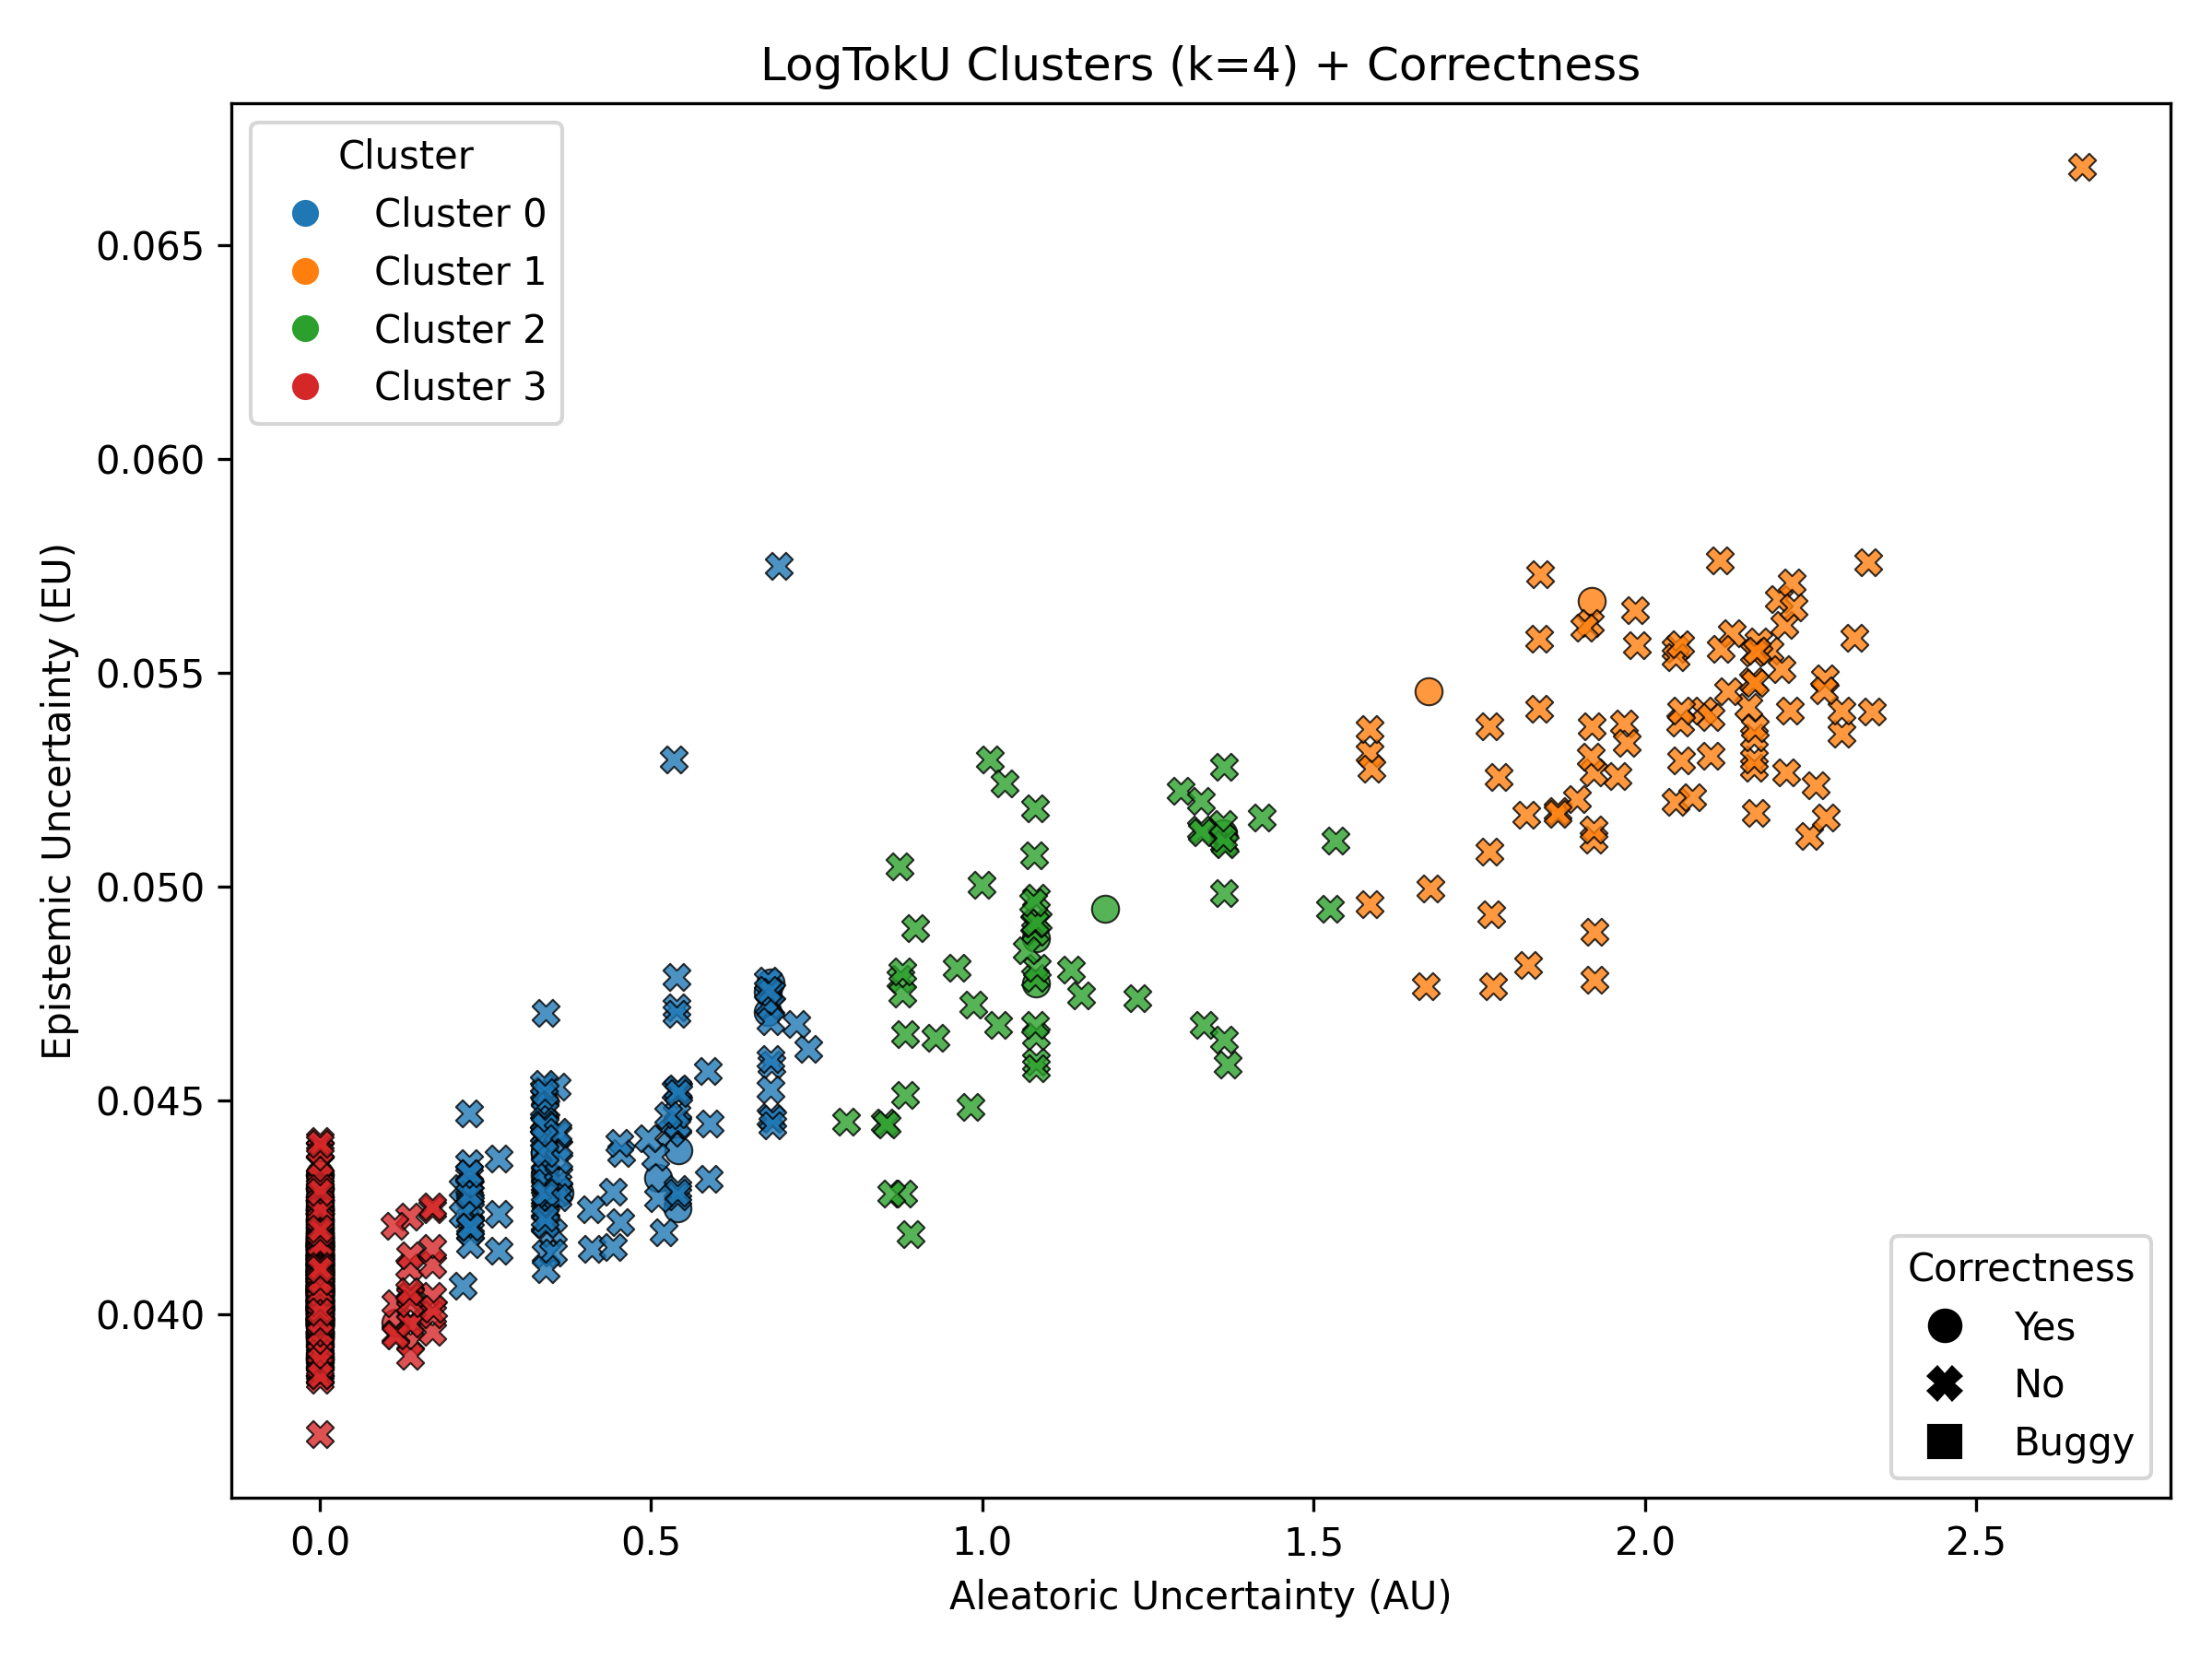 LogTokU Clusters (k=4) + Correctness
Cluster
Cluster 0
Cluster 1
Cluster 2
Cluster 3
0.065
0.060
0.055
0.050
0.045
0.040
Epistemic Uncertainty (EU)
Correctness
Yes
No
Buggy
0.0
0.5
1.0
1.5
2.0
2.5
Aleatoric Uncertainty (AU)